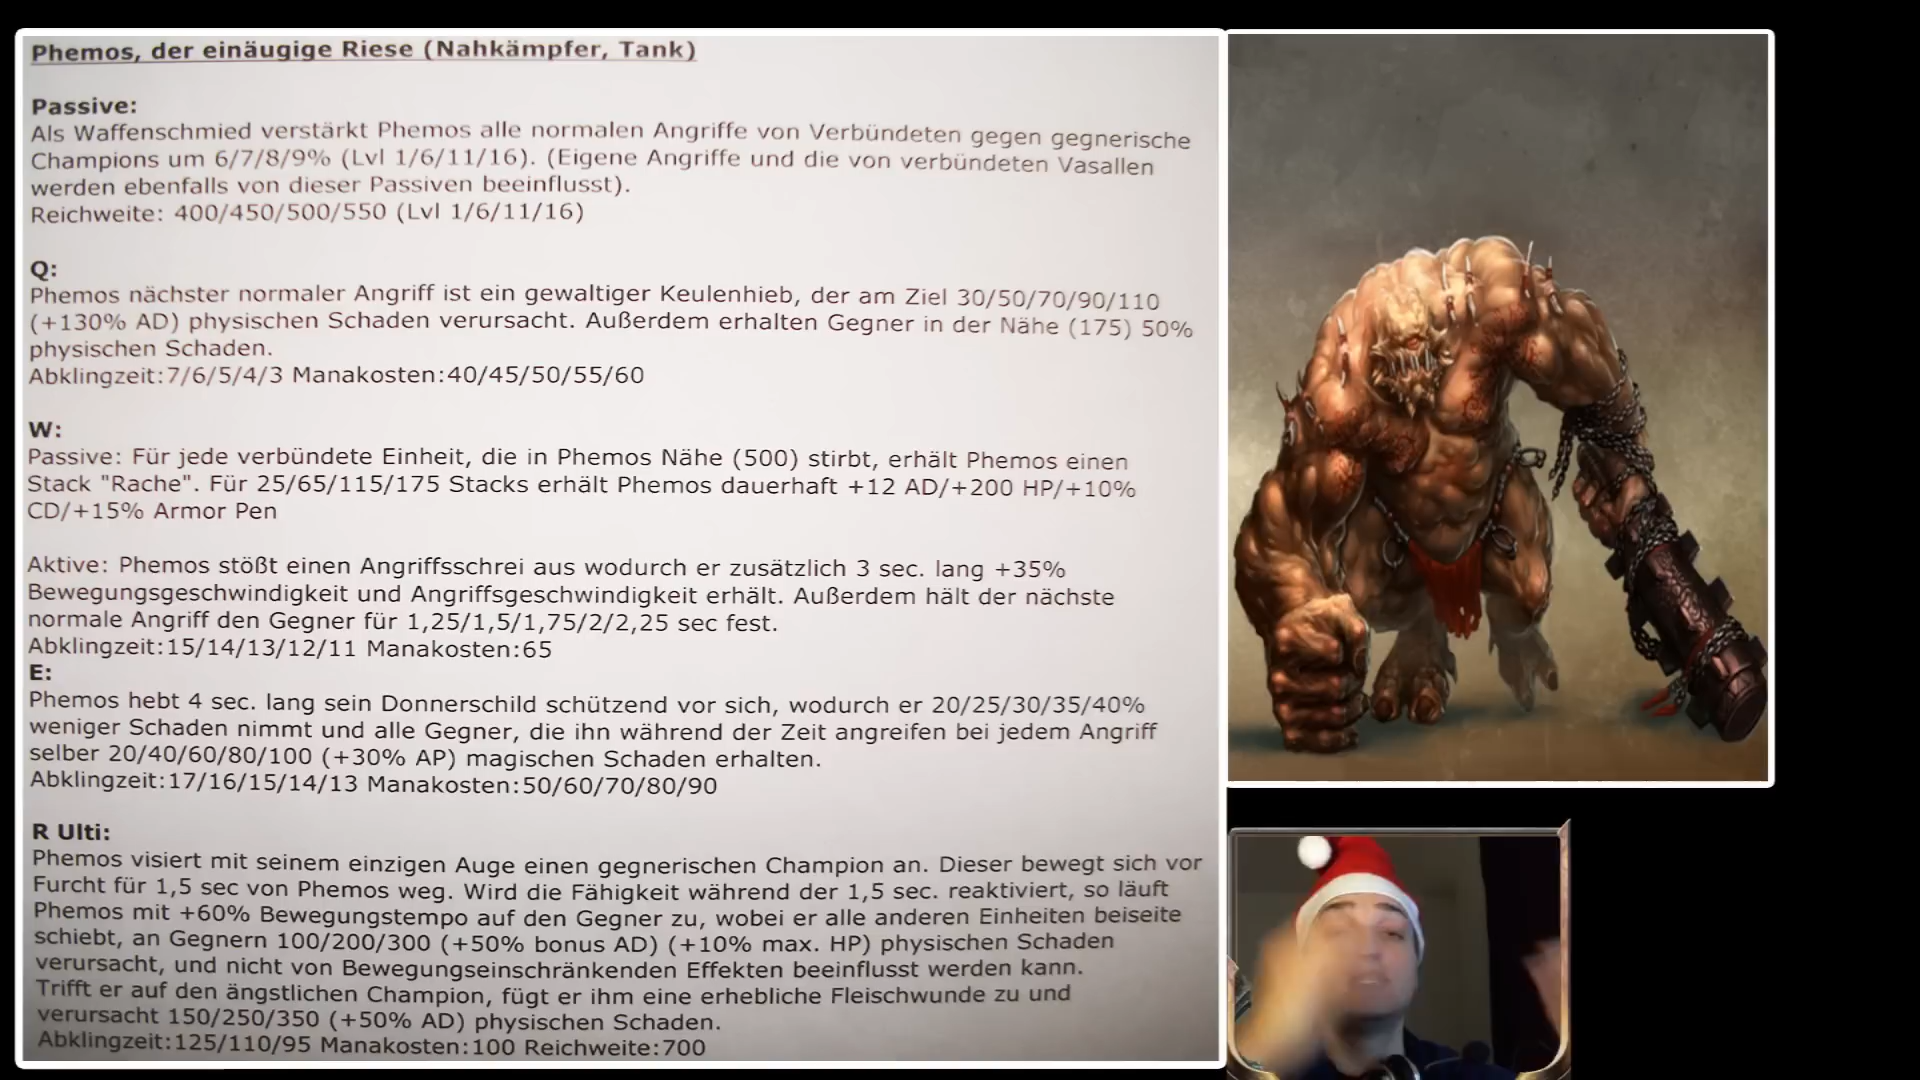 Phemos, der einäugige Riese (Nahkämpfer, Tank)
Passive:
Als Waffenschmied verstärkt Phemos alle normalen Angriffe von Verbündeten gegen gegnerische
Champions um 6/7/8/9% (Lvl 1/6/11/16). (Eigene Angriffe und die von verbündeten Vasallen
werden ebenfalls von dieser Passiven beeinflusst).
Reichweite: 400/450/500/550 (Lvl 1/6/11/16)
Q:
Phemos nächster normaler Angriff ist ein gewaltiger Keulenhieb, der am Ziel 30/50/70/90/110
(+130% AD) physischen Schaden verursacht. Außerdem erhalten Gegner in der Nähe (175) 50%
physischen Schaden.
Abklingzeit:7/6/5/4/3 Manakosten:40/45/50/55/60
W:
Passive: Für jede verbündete Einheit, die in Phemos Nähe (500) stirbt, erhält Phemos einen
Stack "Rache". Für 25/65/115/175 Stacks erhält Phemos dauerhaft +12 AD/+200 HP/+10%
CD/+15% Armor Pen
Aktive: Phemos stößt einen Angriffsschrei aus wodurch er zusätzlich 3 sec. lang +35%
Bewegungsgeschwindigkeit und Angriffsgeschwindigkeit erhält. Außerdem hält der nächste
normale Angriff den Gegner für 1,25/1,5/1,75/2/2,25 sec fest.
Abklingzeit:15/14/13/12/11 Manakosten:65
E:
Phemos hebt 4 sec. lang sein Donnerschild schützend vor sich, wodurch er 20/25/30/35/40%
weniger Schaden nimmt und alle Gegner, die ihn während der Zeit angreifen bei jedem Angriff
selber 20/40/60/80/100 (+30% AP) magischen Schaden erhalten.
Abklingzeit:17/16/15/14/13 Manakosten:50/60/70/80/90
R Ulti:
Phemos visiert mit seinem einzigen Auge einen gegnerischen Champion an. Dieser bewegt sich vor
Furcht für 1,5 sec von Phemos weg. Wird die Fähigkeit während der 1,5 sec. reaktiviert, so läuft
Phemos mit +60% Bewegungstempo auf den Gegner zu, wobei er alle anderen Einheiten beiseite
schiebt, an Gegnern 100/200/300 (+50% bonus AD) (+10% max. HP) physischen Schaden
verursacht, und nicht von Bewegungseinschränkenden Effekten beeinflusst werden kann.
Trifft er auf den ängstlichen Champion, fügt er ihm eine erhebliche Fleischwunde zu und
verursacht 150/250/350 (+50% AD) physischen Schaden.
Abklingzeit:125/110/95 Manakosten:100 Reichweite:700